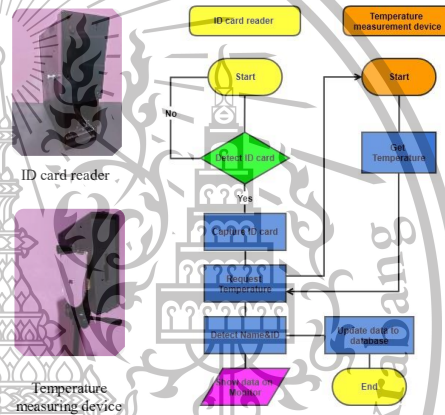 ID card reader
Temperature
measurement device
Start
Start
No
Detect ID card
Get
Temperature
Yes
Capture ID card
ID card reader
Request
Temperature
Detect Name&ID
Update data to
database
Show data on
Monitor
End
Temperature
measuring device